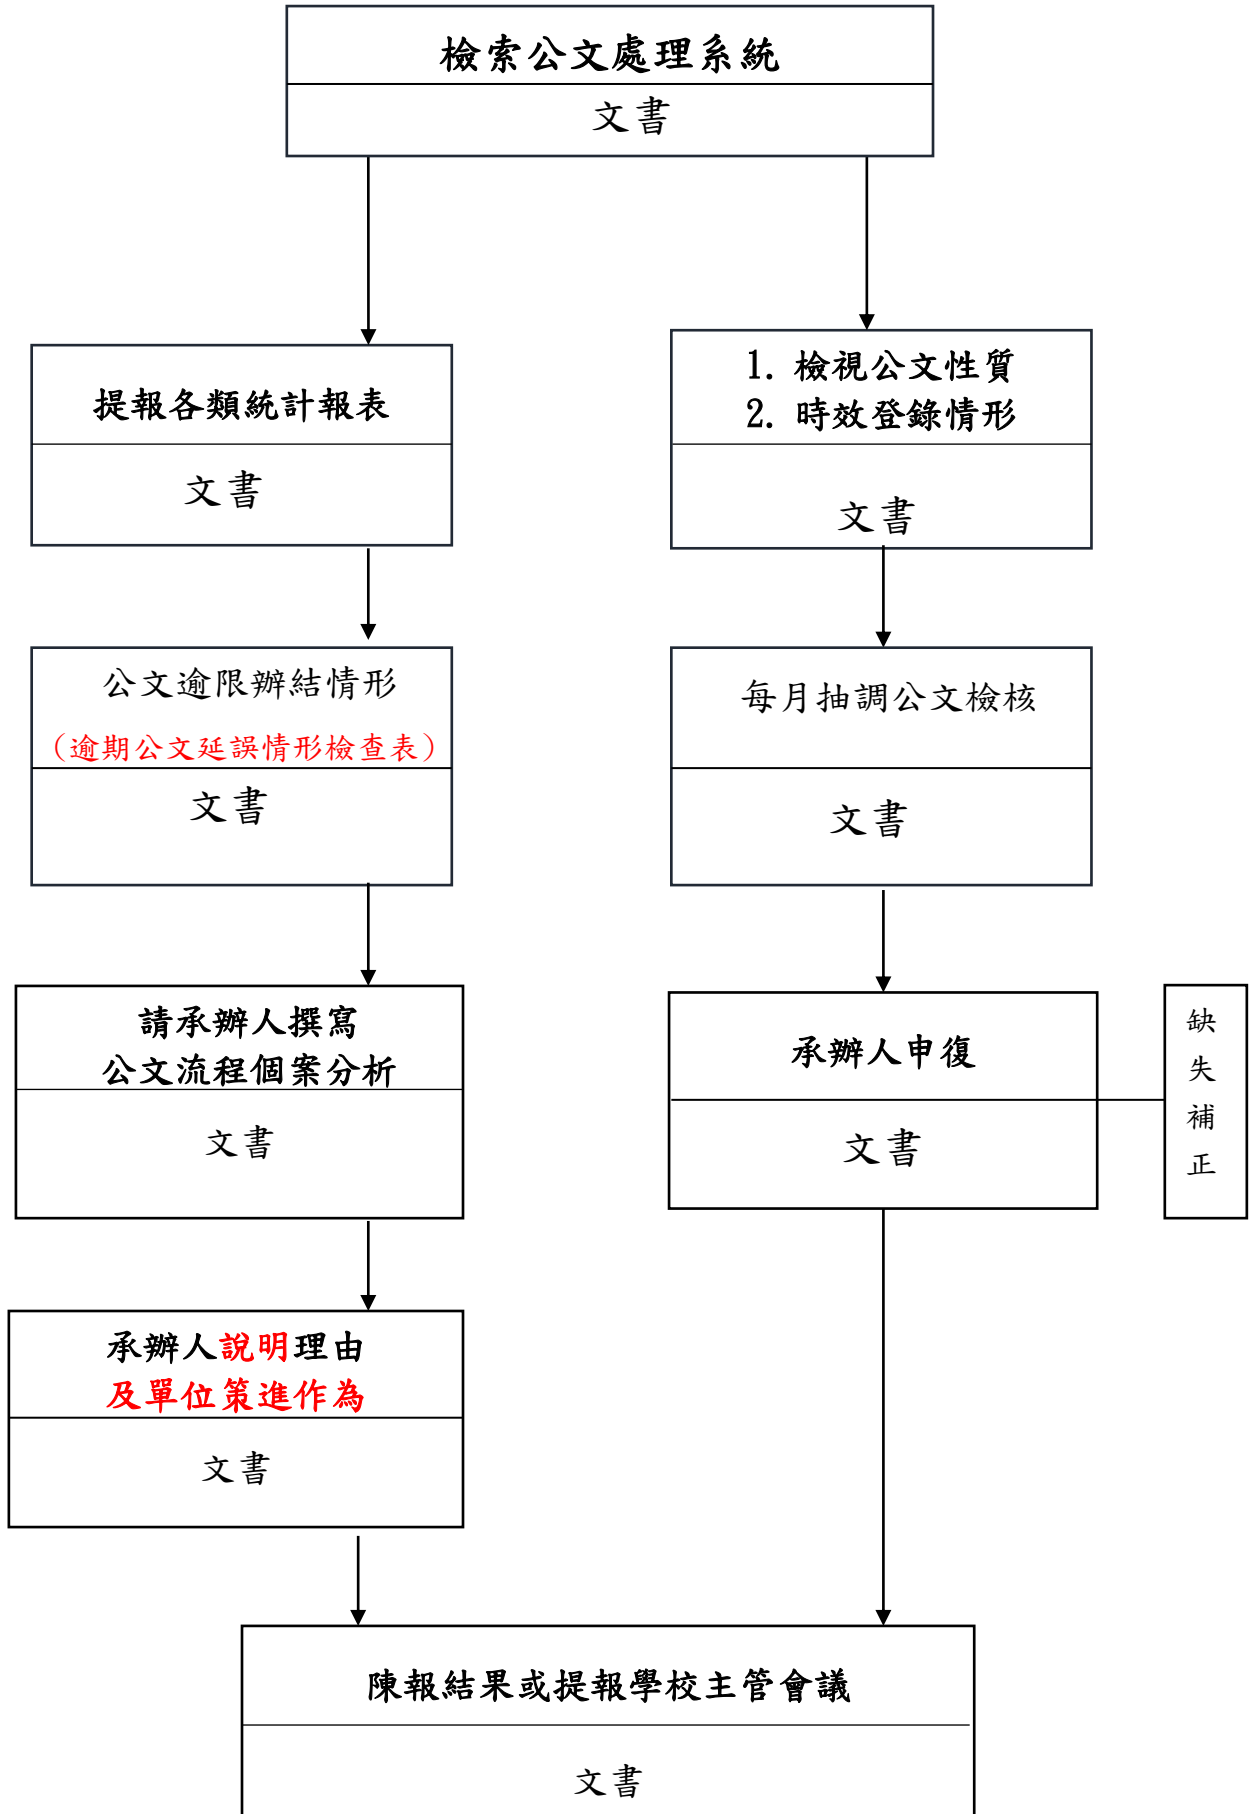 檢索公文處理系統
文書
提報各類統計報表
文書
公文逾限辦結情形
(逾期公文延誤情形檢查表)
文書
請承辦人撰寫
公文流程個案分析
文書
承辦人說明理由
及單位策進作為
文書
1. 檢視公文性質
2. 時效登錄情形
文書
每月抽調公文檢核
文書
承辦人申復
文書
缺
失
補
正
陳報結果或提報學校主管會議
文書